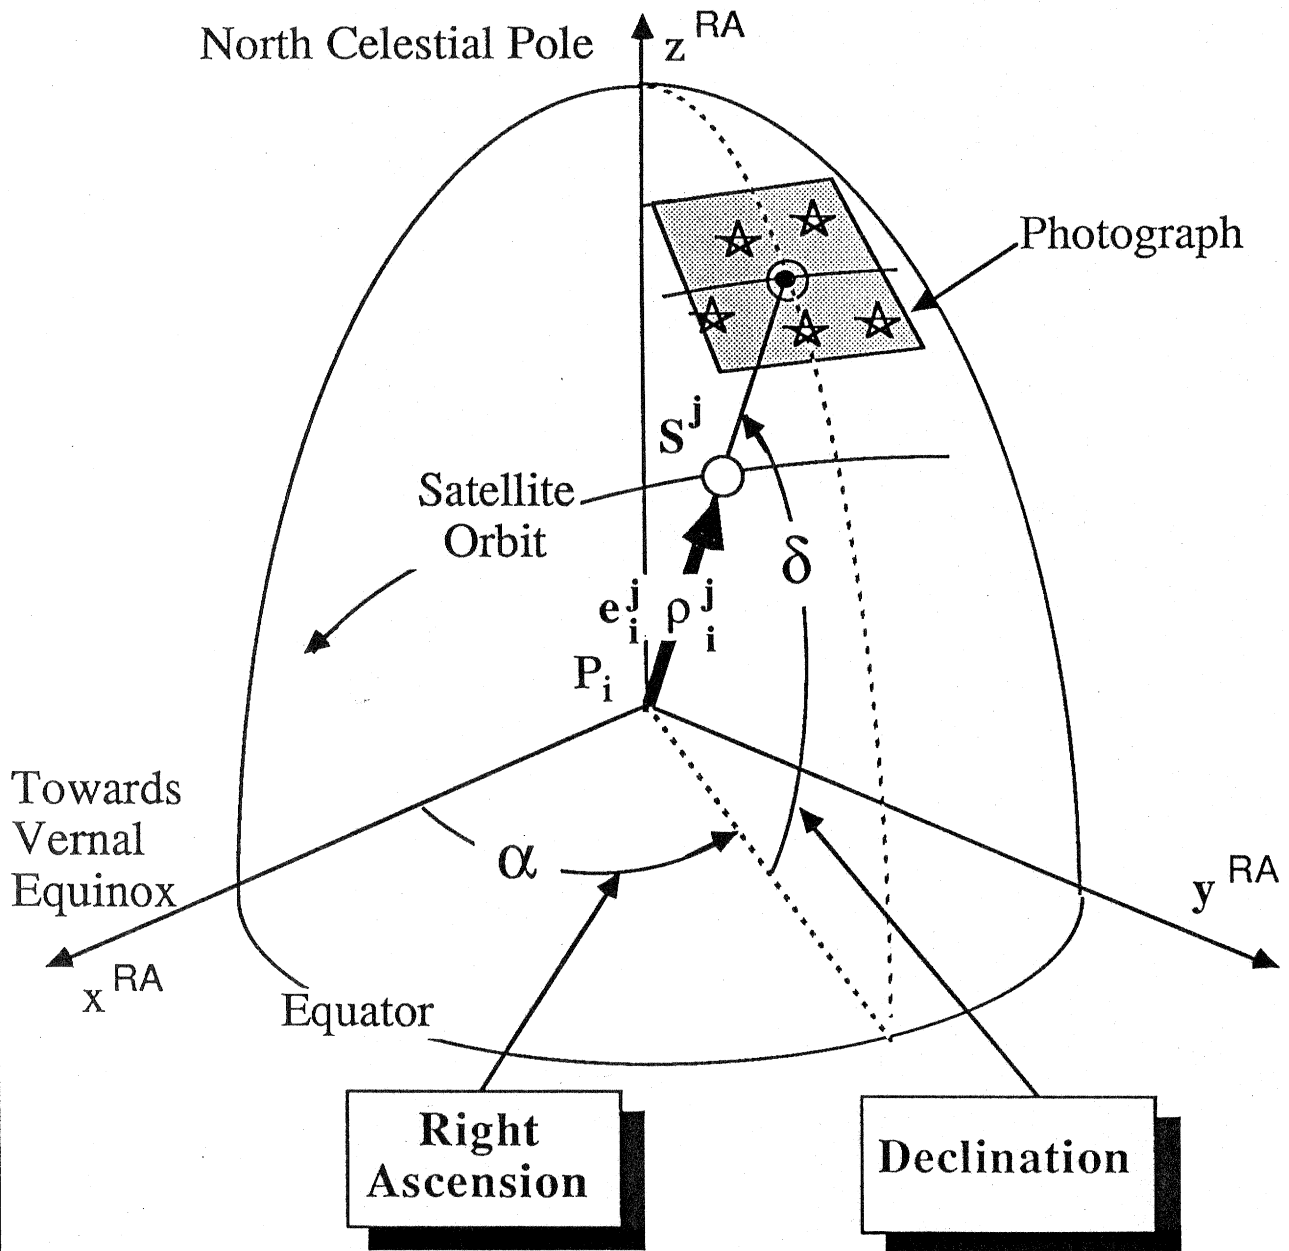 North Celestial Pole
z RA
Photograph
S j
Satellite
Orbit
δ
e i j ρ i j
P i
Towards
Vernal
Equinox
α
y RA
x RA
Equator
Right
Ascension
Declination